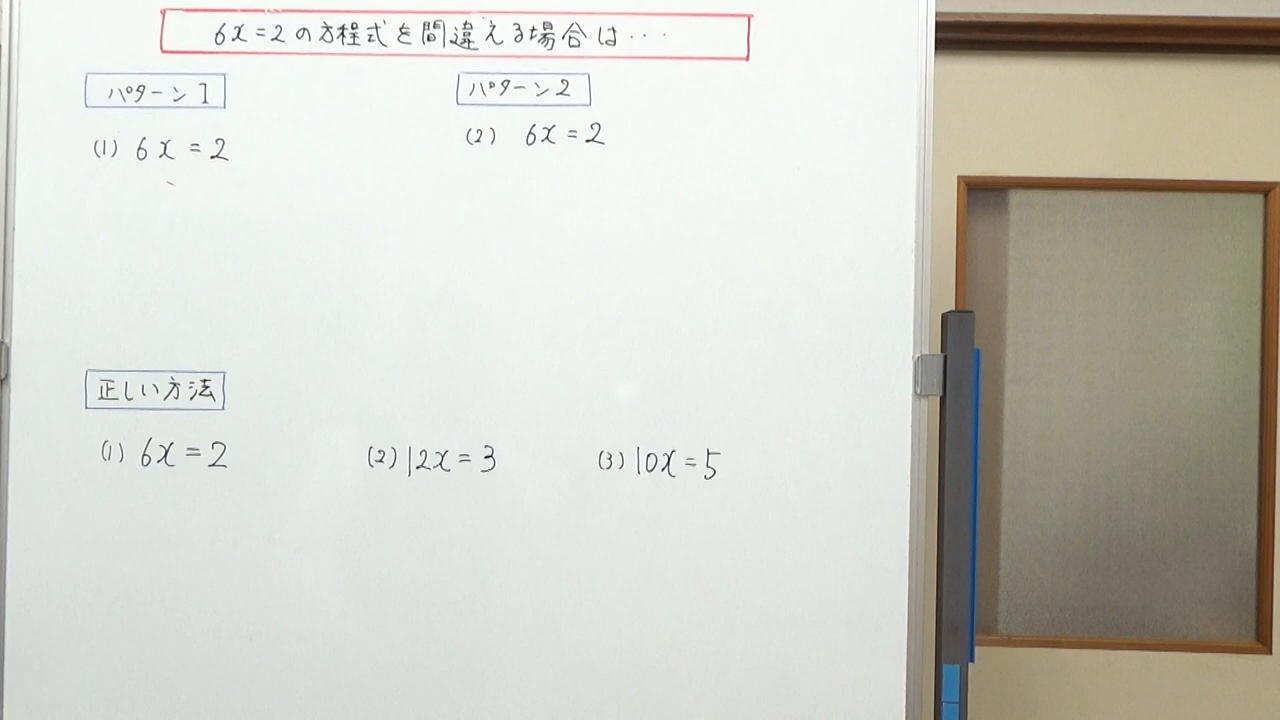 6x=2の方程式を間違える場合は・・・
パターン1
(1) 6x=2
パターン2
(2) 6x=2
正しい方法
(1) 6x=2
(2) 12x=3
(3) 10x=5